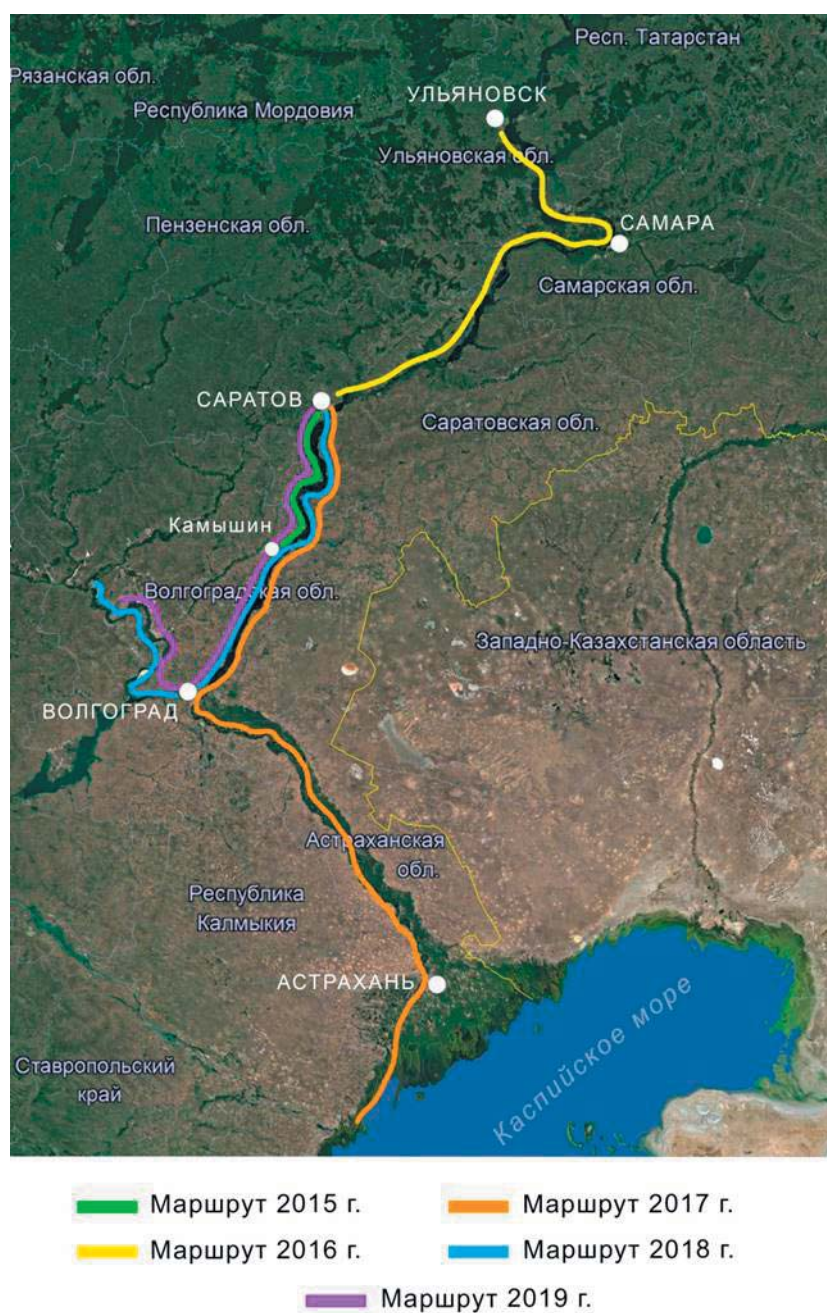 Респ. Татарстан
Рязанская обл.
УЛЬЯНОВСК
Республика Мордовия
Ульяновская обл.
Пензенская обл.
САМАРА
Самарская обл.
САРАТОВ
Саратовская обл.
Камышин
Волгоградская обл.
Западно-Казахстанская область
ВОЛГОГРАД
Астраханская
обл.
Республика
Калмыкия
АСТРАХАНЬ
Каспийское море
Ставропольский
край
Маршрут 2015 г.
Маршрут 2017 г.
Маршрут 2016 г.
Маршрут 2018 г.
Маршрут 2019 г.